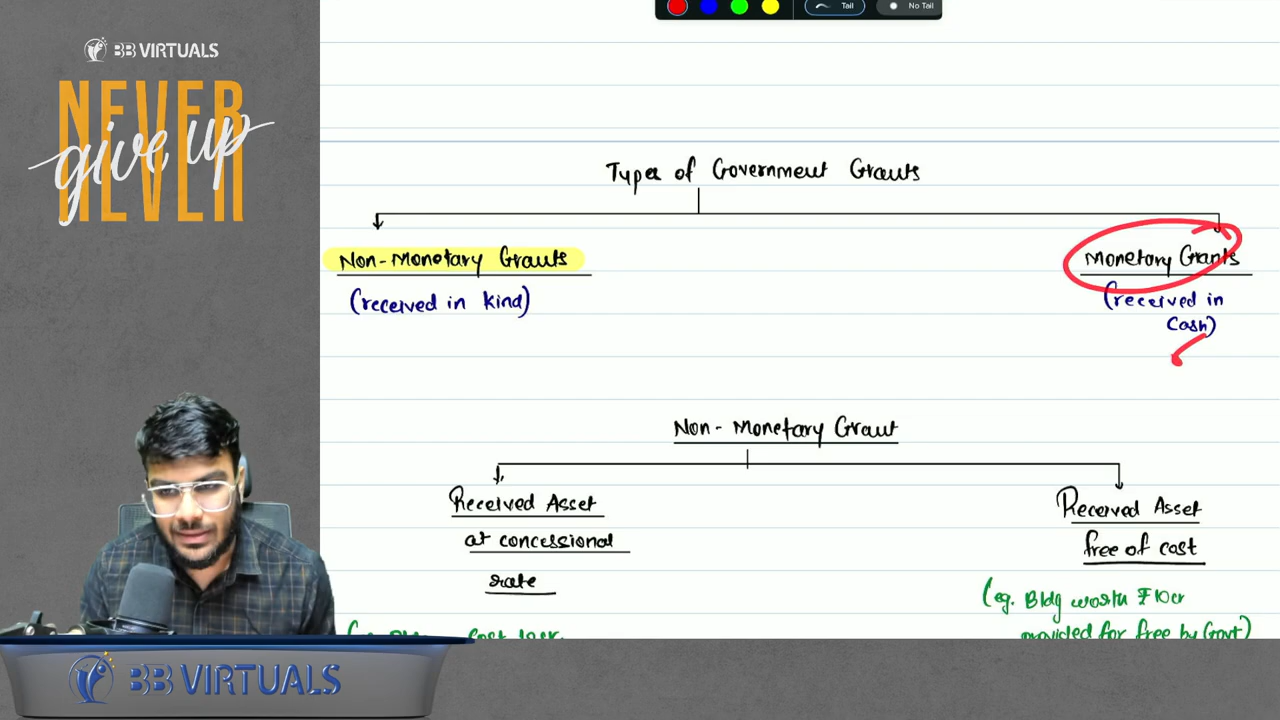 Tail
No Tail
BB VIRTUALS
NEVER
give up
NEVER
Types of Government Grants
Non-Monetary Grants
(received in kind)
Monetary Grants
(received in
Cash)
Non-Monetary Grant
Received Asset
at concessional
rate
Received Asset
free of cost
(eg. Bldg worth ₹10cr
provided for free by Govt)
BB VIRTUALS